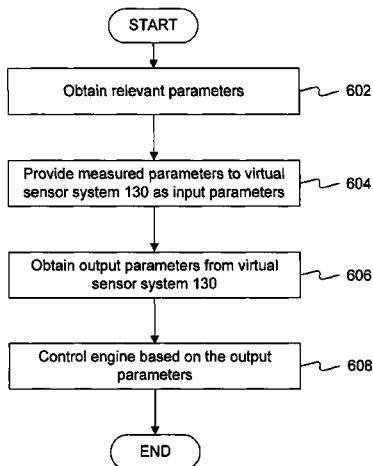 START
Obtain relevant parameters
602
Provide measured parameters to virtual
sensor system 130 as input parameters
604
Obtain output parameters from virtual
sensor system 130
606
Control engine based on the output
parameters
608
END